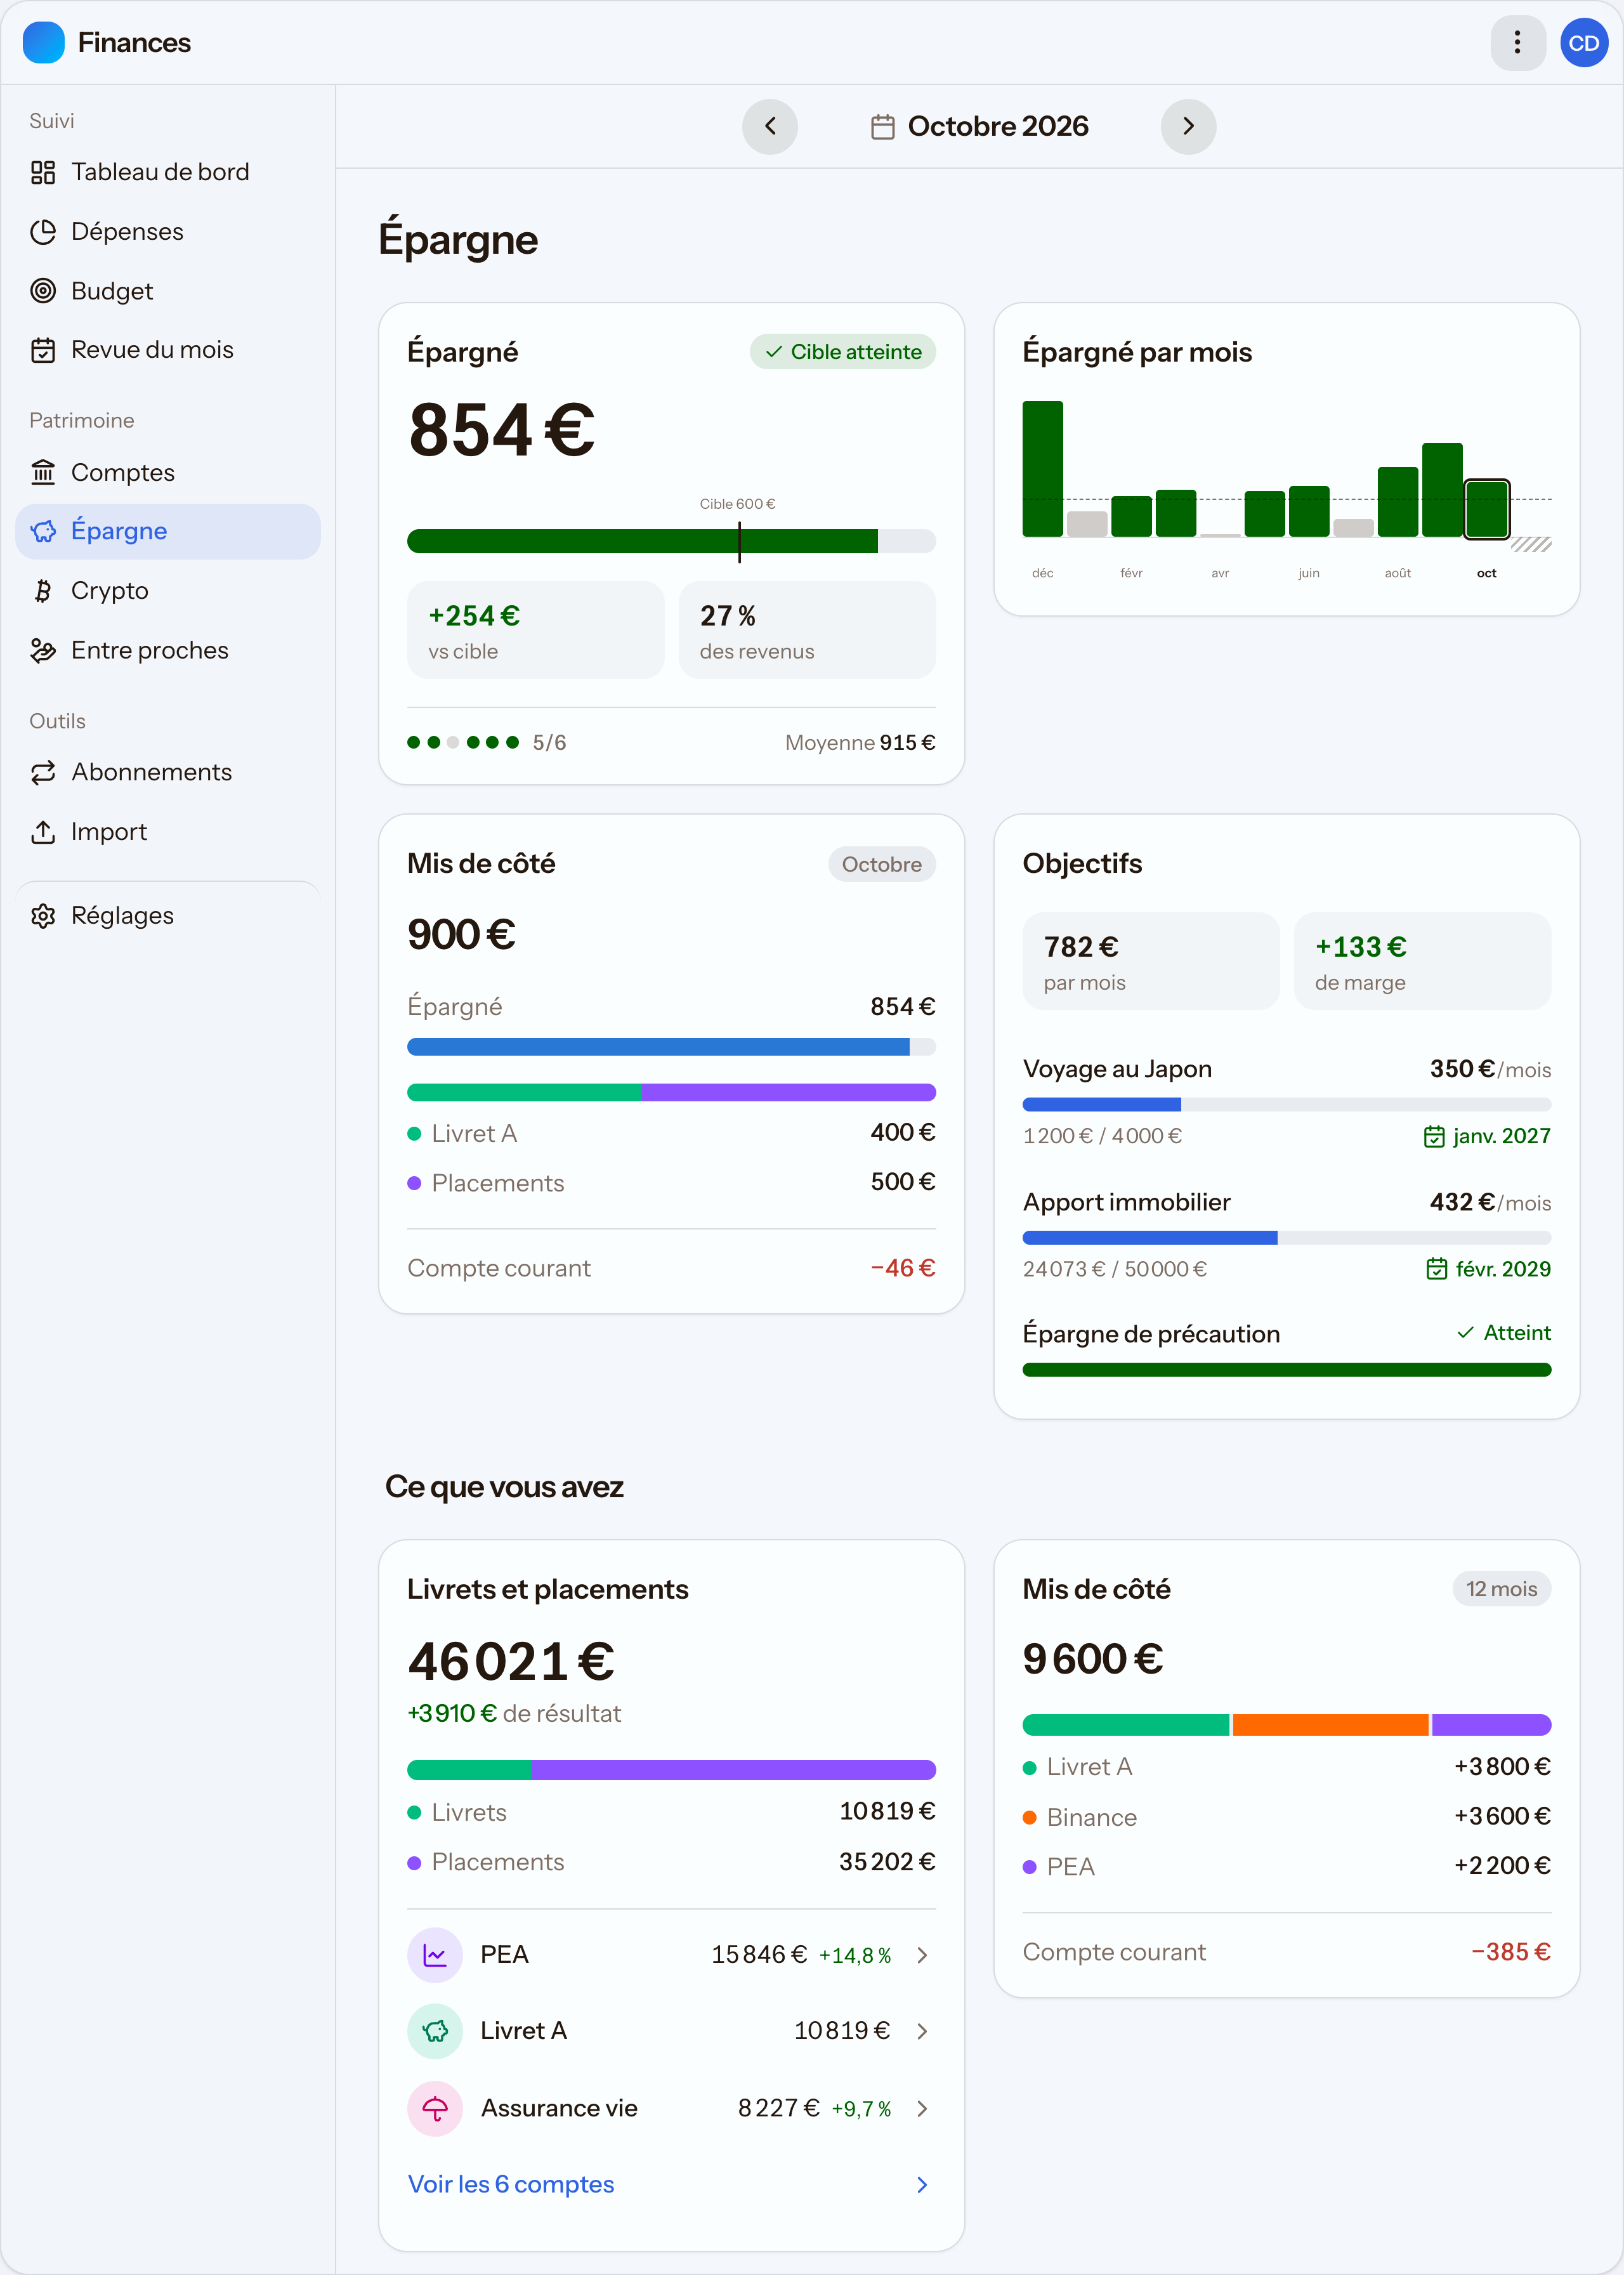 Finances
CD
Suivi
Tableau de bord
Dépenses
Budget
Revue du mois
Patrimoine
Comptes
Épargne
Crypto
Entre proches
Outils
Abonnements
Import
Réglages
Octobre 2026
Épargne
Épargné
Cible atteinte
854 €
Cible 600 €
+254 €
vs cible
27 %
des revenus
5/6
Moyenne 915 €
Épargné par mois
déc févr avr juin août oct
Mis de côté
Octobre
900 €
Épargné 854 €
Livret A 400 €
Placements 500 €
Compte courant −46 €
Objectifs
782 €
par mois
+133 €
de marge
Voyage au Japon 350 €/mois
1 200 € / 4 000 € janv. 2027
Apport immobilier 432 €/mois
24 073 € / 50 000 € févr. 2029
Épargne de précaution Atteint
Ce que vous avez
Livrets et placements
46 021 €
+3 910 € de résultat
Livrets 10 819 €
Placements 35 202 €
PEA 15 846 € +14,8 %
Livret A 10 819 €
Assurance vie 8 227 € +9,7 %
Voir les 6 comptes
Mis de côté
12 mois
9 600 €
Livret A +3 800 €
Binance +3 600 €
PEA +2 200 €
Compte courant −385 €